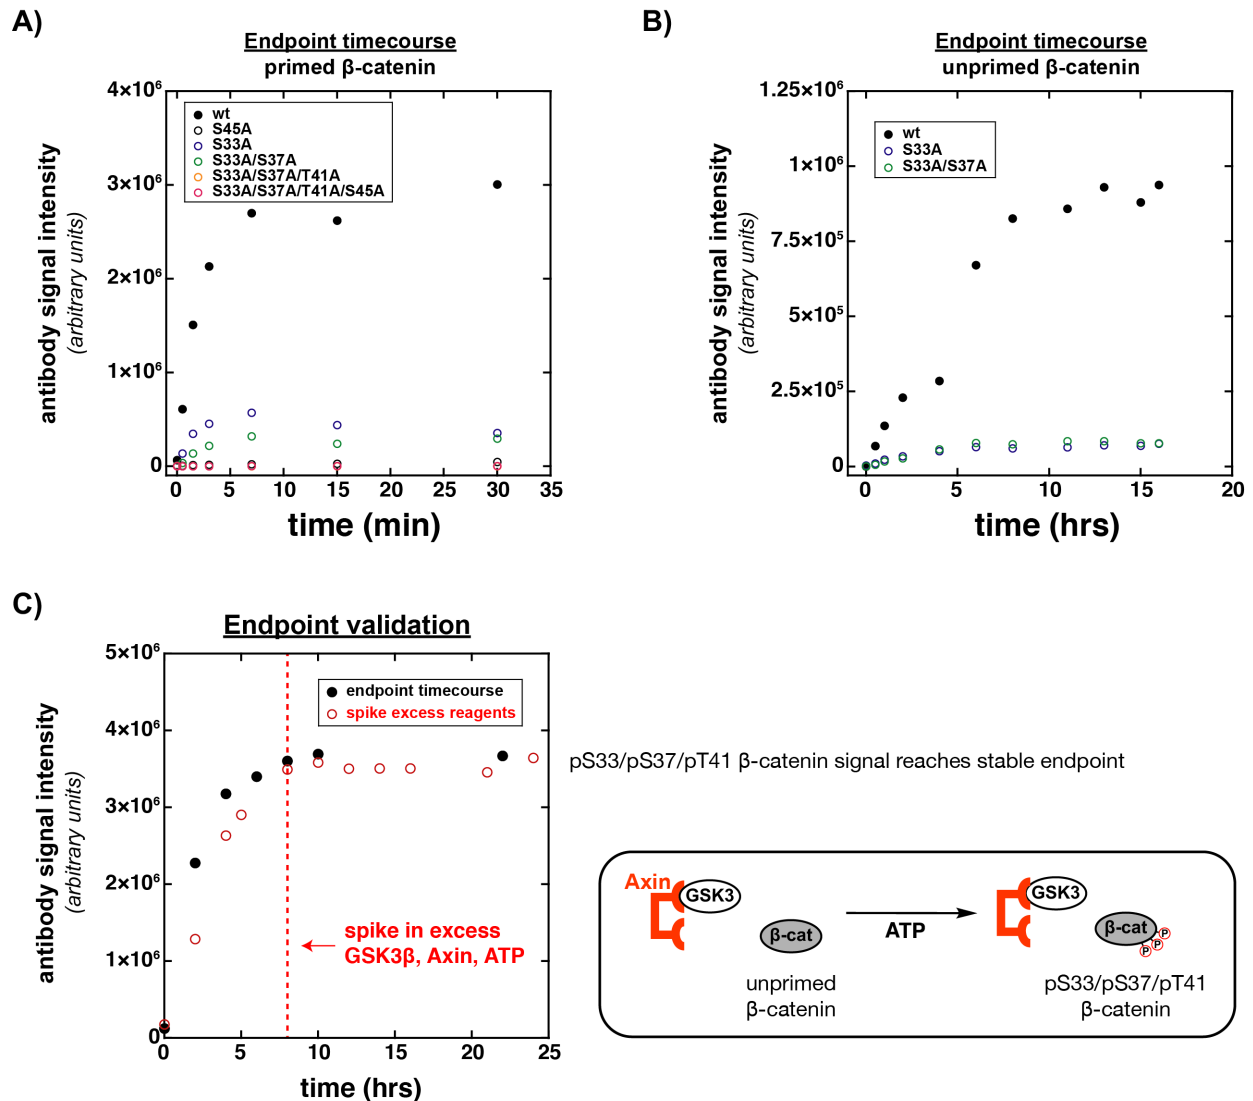 A)
Endpoint timecourse
primed β-catenin
4×10⁶
3×10⁶
2×10⁶
1×10⁶
0
antibody signal intensity
(arbitrary units)
wt
S45A
S33A
S33A/S37A
S33A/S37A/T41A
S33A/S37A/T41A/S45A
0 5 10 15 20 25 30 35
time (min)
B)
Endpoint timecourse
unprimed β-catenin
1.25×10⁶
1×10⁶
7.5×10⁵
5×10⁵
2.5×10⁵
0
antibody signal intensity
(arbitrary units)
wt
S33A
S33A/S37A
0 5 10 15 20
time (hrs)
C)
Endpoint validation
5×10⁶
4×10⁶
3×10⁶
2×10⁶
1×10⁶
0
antibody signal intensity
(arbitrary units)
endpoint timecourse
spike excess reagents
spike in excess
GSK3β, Axin, ATP
0 5 10 15 20 25
time (hrs)
pS33/pS37/pT41 β-catenin signal reaches stable endpoint
Axin
GSK3
β-cat
unprimed
β-catenin
ATP
GSK3
β-cat
P
P
P
pS33/pS37/pT41
β-catenin